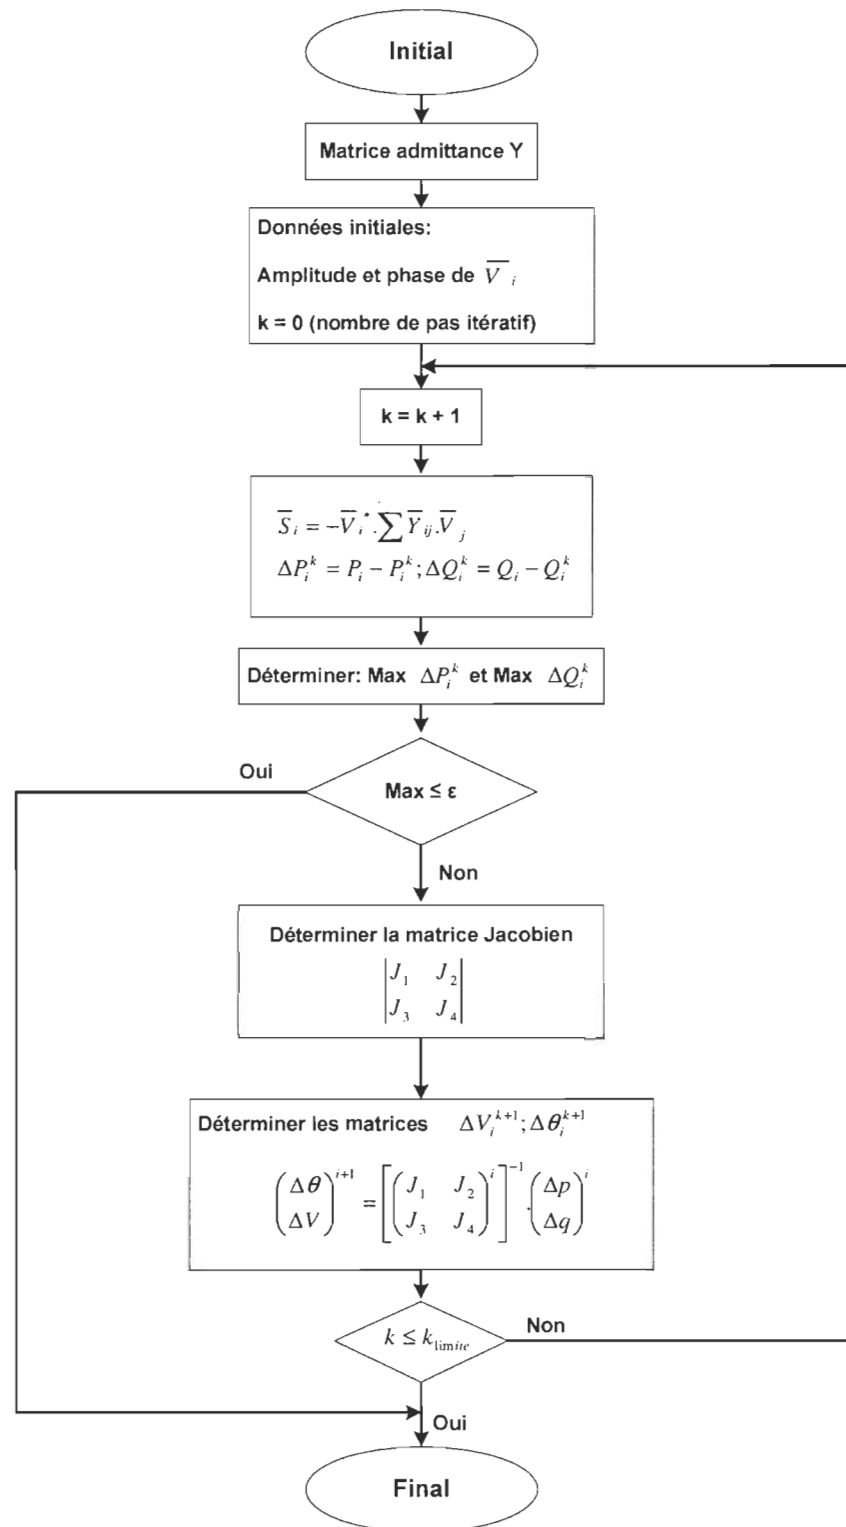 Initial
Matrice admittance Y
Données initiales:
Amplitude et phase de V̅ᵢ
k = 0 (nombre de pas itératif)
k = k + 1
S̅ᵢ = -V̅ᵢ*.∑ Y̅ᵢⱼ.V̅ⱼ
ΔPᵢᵏ = Pᵢ - Pᵢᵏ; ΔQᵢᵏ = Qᵢ - Qᵢᵏ
Déterminer: Max ΔPᵢᵏ et Max ΔQᵢᵏ
Oui
Max ≤ ε
Non
Déterminer la matrice Jacobien
|J₁ J₂|
|J₃ J₄|
Déterminer les matrices ΔVᵢᵏ⁺¹; Δθᵢᵏ⁺¹
(Δθ ΔV)ⁱ⁺¹ = [(J₁ J₂ J₃ J₄)ⁱ]⁻¹.(Δp Δq)ⁱ
k ≤ k_limite
Non
Oui
Final